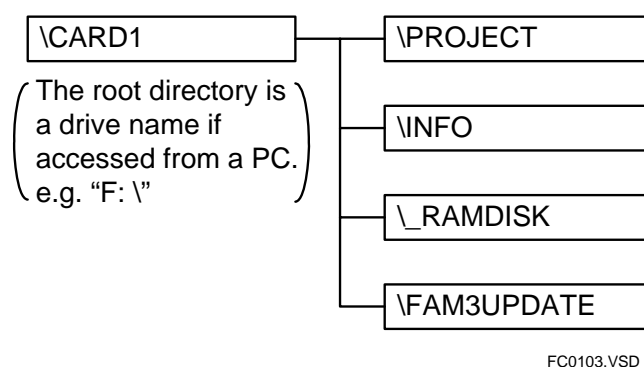 \CARD1
The root directory is
a drive name if
accessed from a PC.
e.g. “F: \”
\PROJECT
\INFO
\_RAMDISK
\FAM3UPDATE
FC0103.VSD